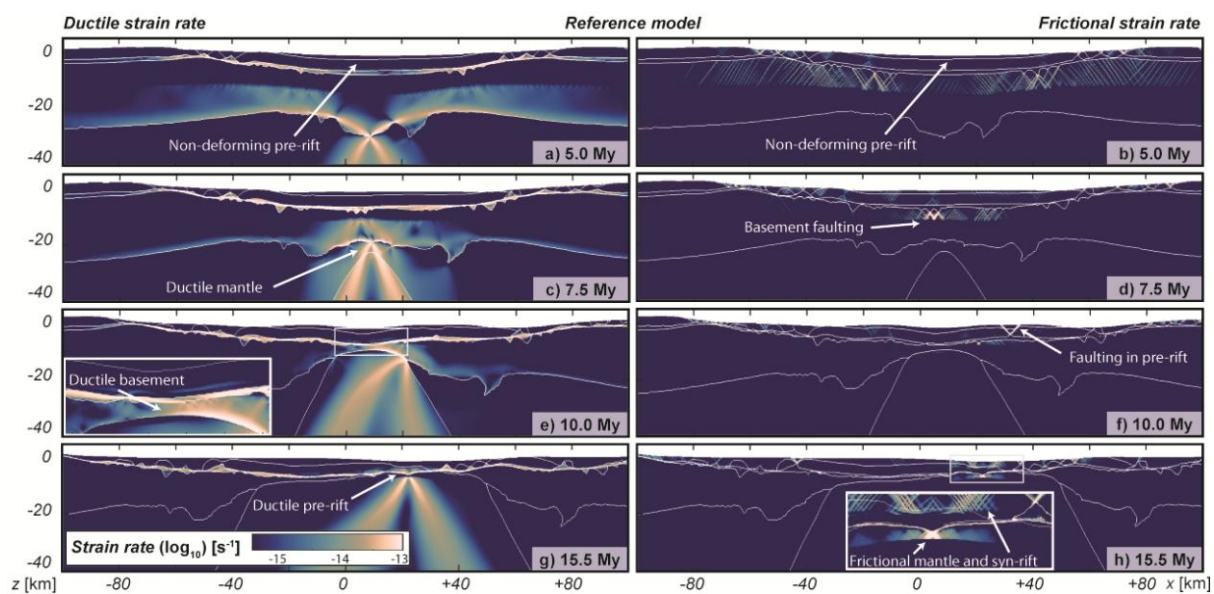 Ductile strain rate Reference model Frictional strain rate
0
-20
-40
Non-deforming pre-rift
a) 5.0 My
Non-deforming pre-rift
b) 5.0 My
0
-20
-40
Ductile mantle
c) 7.5 My
Basement faulting
d) 7.5 My
0
-20
-40
Ductile basement
e) 10.0 My
Faulting in pre-rift
f) 10.0 My
0
-20
-40
Ductile pre-rift
Strain rate (log10) [s-1]
-15 -14 -13
g) 15.5 My
Frictional mantle and syn-rift
h) 15.5 My
z [km] -80 -40 0 +40 +80 -80 -40 0 +40 +80 x [km]